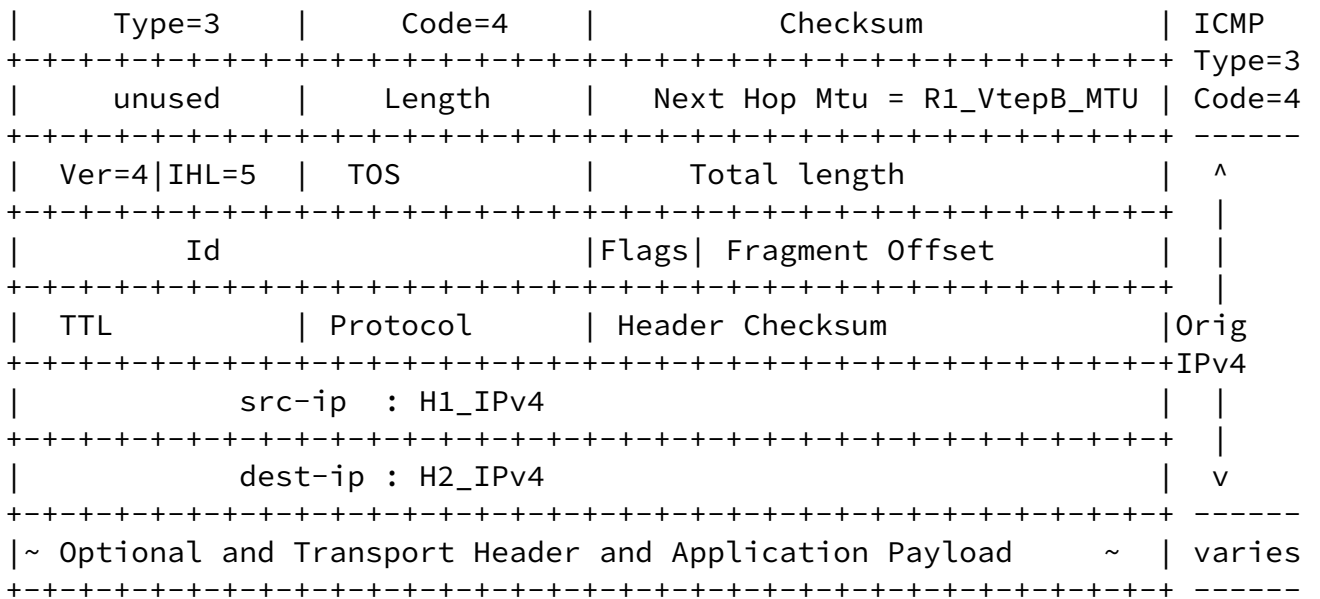 |      Type=3     |      Code=4     |           Checksum            | ICMP
+-+-+-+-+-+-+-+-+-+-+-+-+-+-+-+-+-+-+-+-+-+-+-+-+-+-+-+-+-+-+-+-+ Type=3
|      unused     |     Length      |   Next Hop Mtu = R1_VtepB_MTU | Code=4
+-+-+-+-+-+-+-+-+-+-+-+-+-+-+-+-+-+-+-+-+-+-+-+-+-+-+-+-+-+-+-+-+ ------
|   Ver=4|IHL=5   |   TOS           |      Total length             |   ^
+-+-+-+-+-+-+-+-+-+-+-+-+-+-+-+-+-+-+-+-+-+-+-+-+-+-+-+-+-+-+-+-+   |
|          Id                     |Flags| Fragment Offset         |   |
+-+-+-+-+-+-+-+-+-+-+-+-+-+-+-+-+-+-+-+-+-+-+-+-+-+-+-+-+-+-+-+-+   |
|   TTL           | Protocol      | Header Checksum               |Orig
+-+-+-+-+-+-+-+-+-+-+-+-+-+-+-+-+-+-+-+-+-+-+-+-+-+-+-+-+-+-+-+-+IPv4
|             src-ip  : H1_IPv4                                  |   |
+-+-+-+-+-+-+-+-+-+-+-+-+-+-+-+-+-+-+-+-+-+-+-+-+-+-+-+-+-+-+-+-+   |
|             dest-ip : H2_IPv4                                  |   v
+-+-+-+-+-+-+-+-+-+-+-+-+-+-+-+-+-+-+-+-+-+-+-+-+-+-+-+-+-+-+-+-+ ------
|~ Optional and Transport Header and Application Payload     ~  | varies
+-+-+-+-+-+-+-+-+-+-+-+-+-+-+-+-+-+-+-+-+-+-+-+-+-+-+-+-+-+-+-+-+ ------